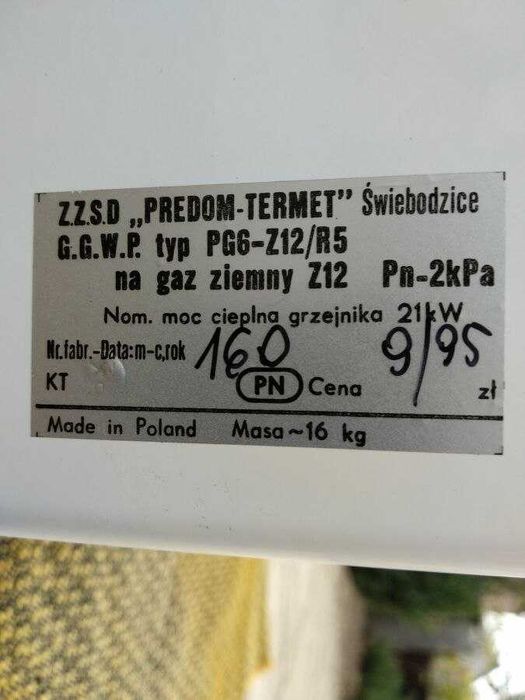 Z.Z.S.D „PREDOM-TERMET” Świebodzice
G.G.W.P. typ PG6-Z12/R5
na gaz ziemny Z12 Pn-2kPa
Nom. moc cieplna grzejnika 21kW
Nr.fabr.-Data:m-c,rok 160 9/95
KT PN Cena zł
Made in Poland Masa~16 kg